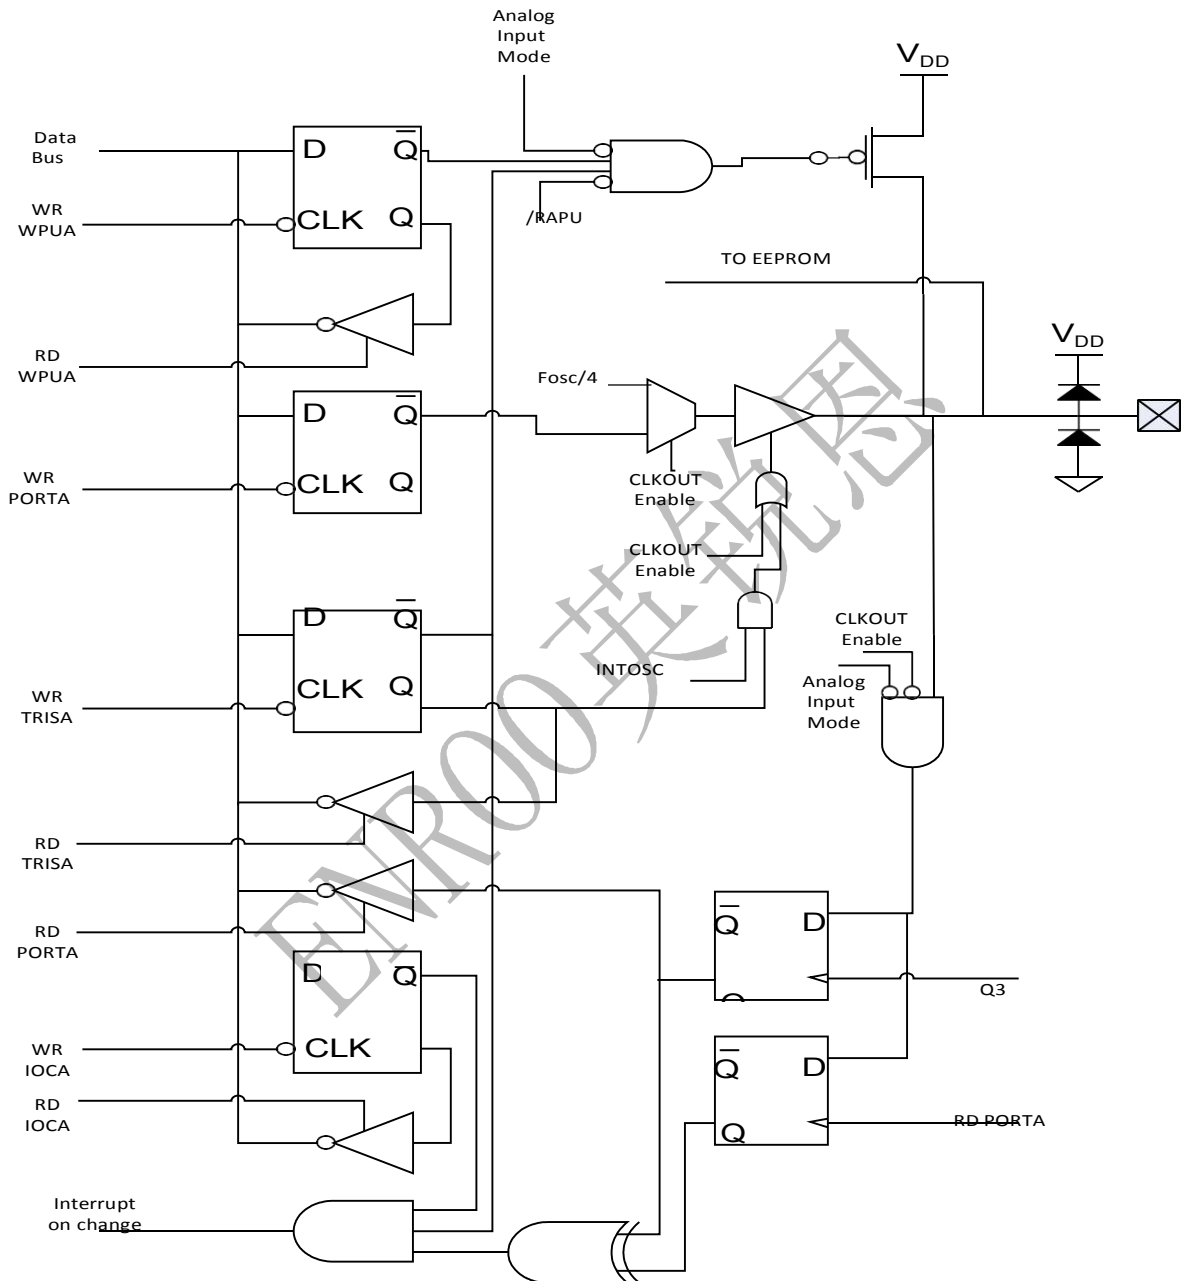 Analog
Input
Mode
VDD
Data
Bus
D
Q
WR
WPUA
CLK
Q
/RAPU
TO EEPROM
RD
WPUA
VDD
Fosc/4
D
Q
WR
PORTA
CLK
Q
CLKOUT
Enable
CLKOUT
Enable
D
Q
CLKOUT
Enable
INTOSC
Analog
Input
Mode
WR
TRISA
CLK
Q
RD
TRISA
RD
PORTA
Q
D
Q
Q3
D
Q
WR
IOCA
CLK
RD
IOCA
Q
D
Q
RD PORTA
Interrupt
on change
ENROO英锐恩